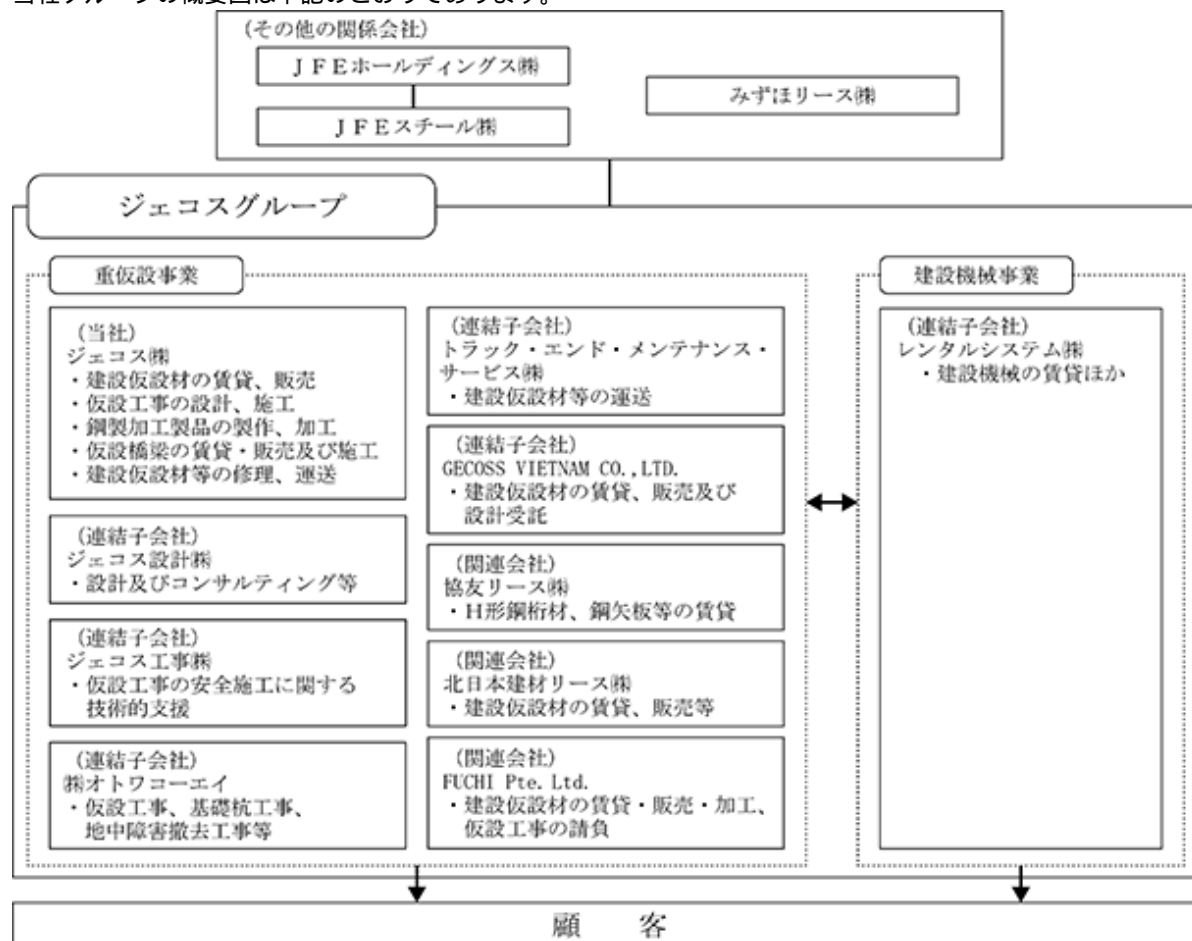 当社グループの概要図は下記のとおりであります。
(その他の関係会社)
ＪＦＥホールディングス㈱
ＪＦＥスチール㈱
みずほリース㈱
ジェコスグループ
重仮設事業
(当社)
ジェコス㈱
・建設仮設材の賃貸、販売
・仮設工事の設計、施工
・鋼製加工製品の製作、加工
・仮設橋梁の賃貸・販売及び施工
・建設仮設材等の修理、運送
(連結子会社)
ジェコス設計㈱
・設計及びコンサルティング等
(連結子会社)
ジェコス工事㈱
・仮設工事の安全施工に関する
技術的支援
(連結子会社)
㈱オトワコーエイ
・仮設工事、基礎杭工事、
地中障害撤去工事等
(連結子会社)
トラック・エンド・メンテナンス・
サービス㈱
・建設仮設材等の運送
(連結子会社)
GECOSS VIETNAM CO.,LTD.
・建設仮設材の賃貸、販売及び
設計受託
(関連会社)
協友リース㈱
・H形鋼桁材、鋼矢板等の賃貸
(関連会社)
北日本建材リース㈱
・建設仮設材の賃貸、販売等
(関連会社)
FUCHI Pte. Ltd.
・建設仮設材の賃貸・販売・加工、
仮設工事の請負
建設機械事業
(連結子会社)
レンタルシステム㈱
・建設機械の賃貸ほか
顧　客